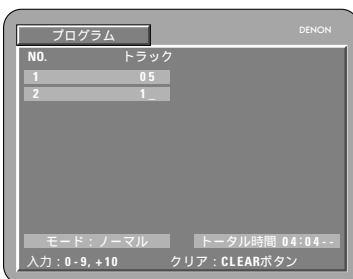 プログラム DENON
NO. トラック
1 05
2 1_
モード：ノーマル トータル時間 04:04--
入力：0-9, +10 クリア：CLEARボタン